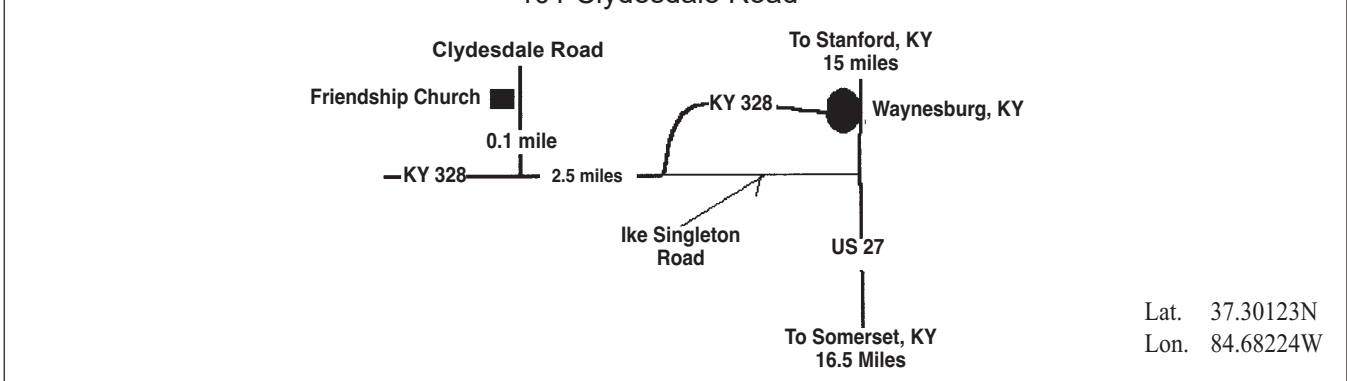 Clydesdale Road
To Stanford, KY
15 miles
Friendship Church
KY 328
Waynesburg, KY
0.1 mile
KY 328
2.5 miles
Ike Singleton
Road
US 27
To Somerset, KY
16.5 Miles
Lat. 37.30123N
Lon. 84.68224W